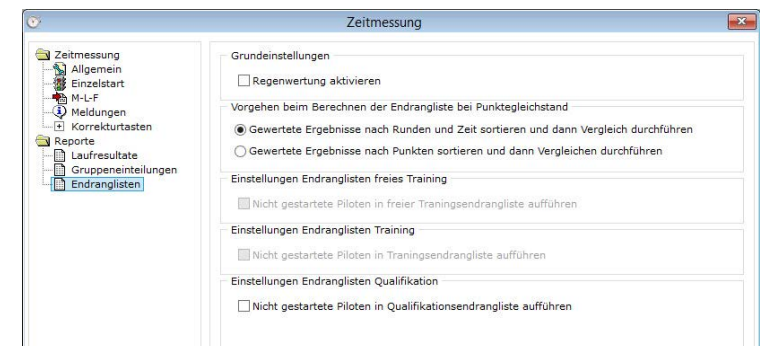 Zeitmessung
Zeitmessung
Allgemein
Einzelstart
M-L-F
Meldungen
Korrekturtasten
Reporte
Laufresultate
Gruppeneinteilungen
Endranglisten
Grundeinstellungen
Regenwertung aktivieren
Vorgehen beim Berechnen der Endrangliste bei Punktegleichstand
Gewertete Ergebnisse nach Runden und Zeit sortieren und dann Vergleich durchführen
Gewertete Ergebnisse nach Punkten sortieren und dann Vergleichen durchführen
Einstellungen Endranglisten freies Training
Nicht gestartete Piloten in freier Traningsendrangliste aufführen
Einstellungen Endranglisten Training
Nicht gestartete Piloten in Traningsendrangliste aufführen
Einstellungen Endranglisten Qualifikation
Nicht gestartete Piloten in Qualifikationsendrangliste aufführen